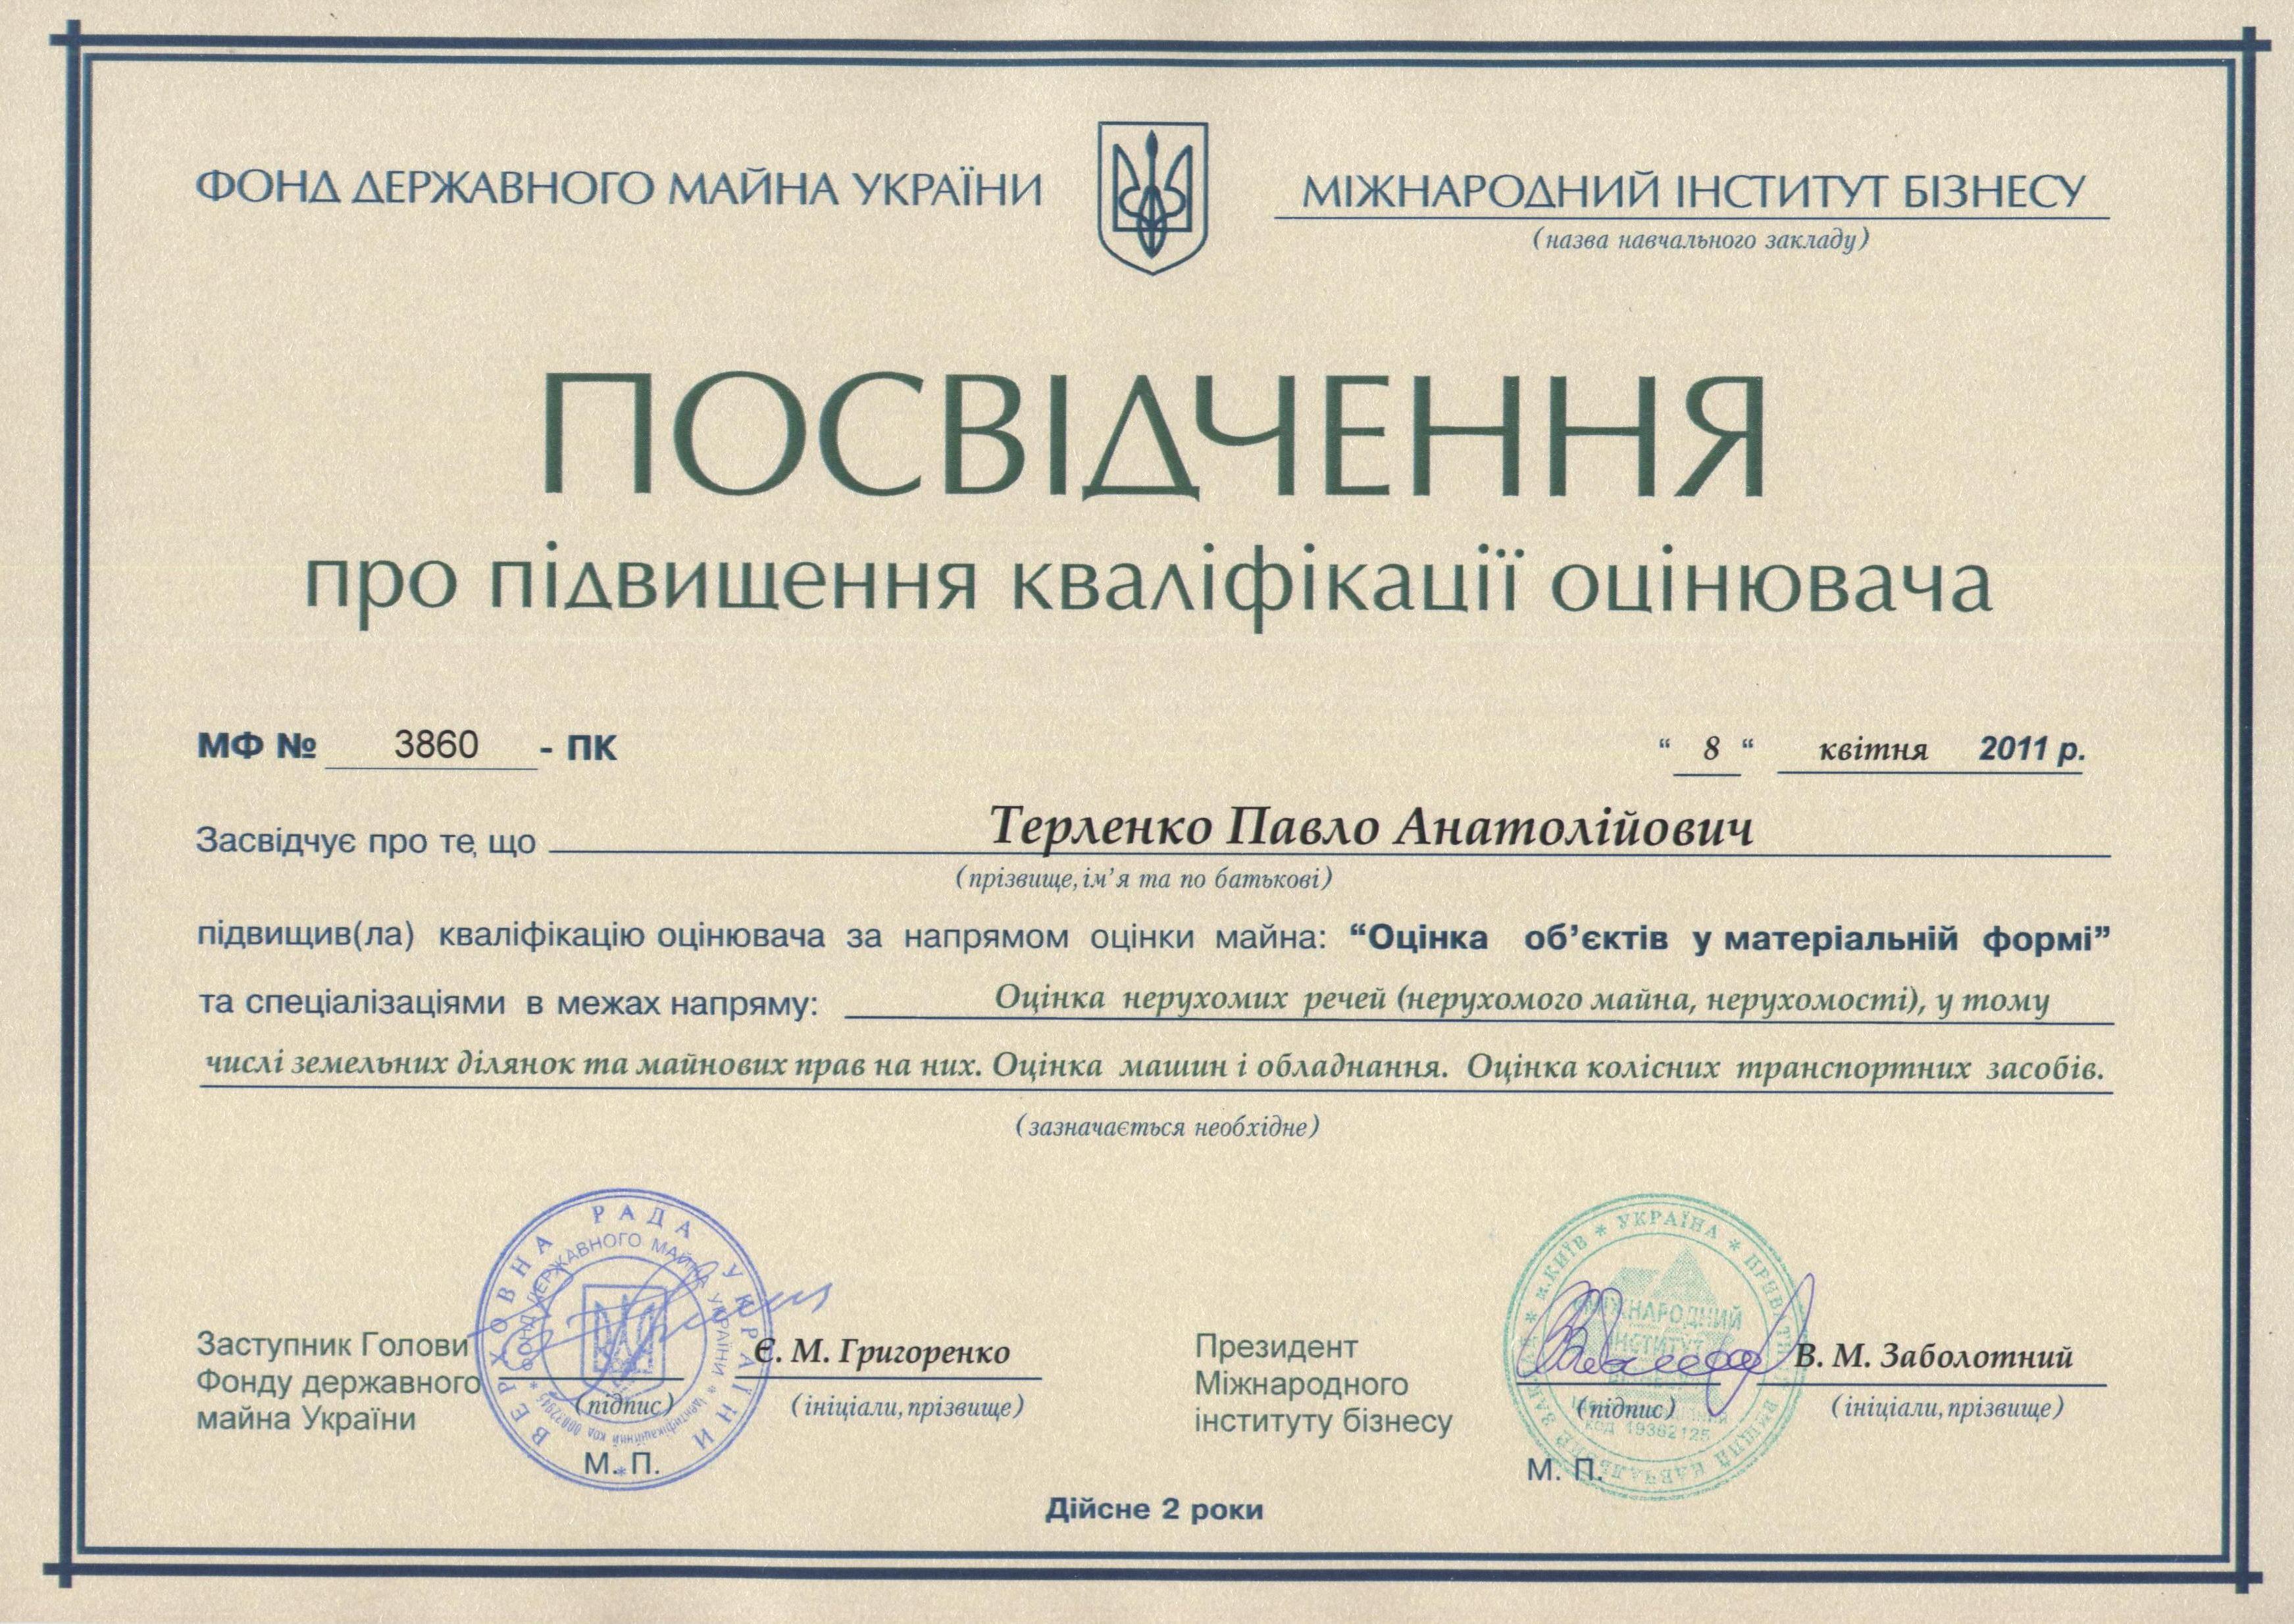 ФОНД ДЕРЖАВНОГО МАЙНА УКРАЇНИ
МІЖНАРОДНИЙ ІНСТИТУТ БІЗНЕСУ
(назва навчального закладу)
ПОСВІДЧЕННЯ
про підвищення кваліфікації оцінювача
МФ № 3860 - ПК
“ 8 “ квітня 2011 р.
Засвідчує про те, що Терленко Павло Анатолійович
(прізвище, ім’я та по батькові)
підвищив(ла) кваліфікацію оцінювача за напрямом оцінки майна: “Оцінка об’єктів у матеріальній формі”
та спеціалізаціями в межах напряму: Оцінка нерухомих речей (нерухомого майна, нерухомості), у тому
числі земельних ділянок та майнових прав на них. Оцінка машин і обладнання. Оцінка колісних транспортних засобів.
(зазначається необхідне)
Заступник Голови
Фонду державного
майна України
Є. М. Григоренко
(підпис)
(ініціали, прізвище)
М. П.
ВЕРХОВНА РАДА УКРАЇНИ
ФОНД ДЕРЖАВНОГО МАЙНА УКРАЇНИ
Ідентифікаційний код
Президент
Міжнародного
інституту бізнесу
В. М. Заболотний
(підпис)
(ініціали, прізвище)
М. П.
* м.КИЇВ * УКРАЇНА *
МІЖНАРОДНИЙ
ІНСТИТУТ
КОД 19362125
Дійсне 2 роки